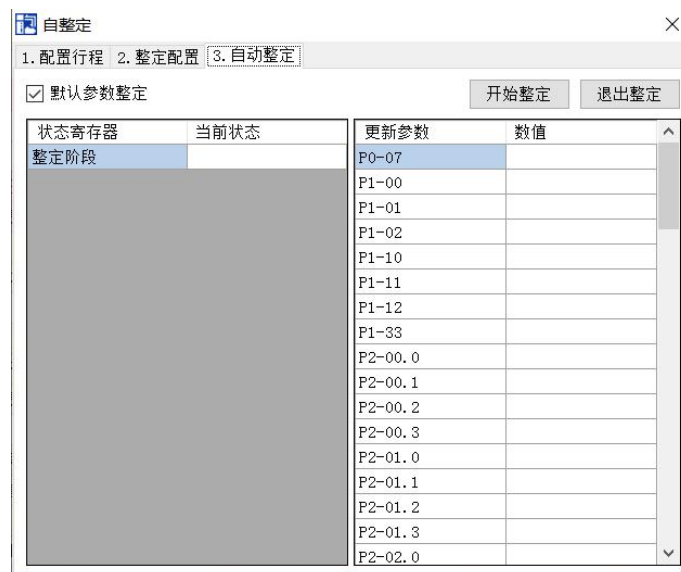 自整定
1.配置行程 2.整定配置 3.自动整定
默认参数整定 开始整定 退出整定
状态寄存器 当前状态 更新参数 数值
整定阶段 P0-07
P1-00
P1-01
P1-02
P1-10
P1-11
P1-12
P1-33
P2-00.0
P2-00.1
P2-00.2
P2-00.3
P2-01.0
P2-01.1
P2-01.2
P2-01.3
P2-02.0